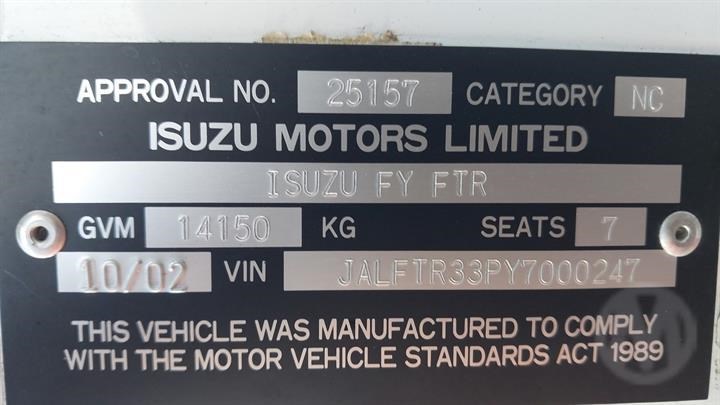 APPROVAL NO. 25157 CATEGORY NC
ISUZU MOTORS LIMITED
ISUZU FY FTR
GVM 14150 KG SEATS 7
10/02 VIN JALFTR33PY7000247
THIS VEHICLE WAS MANUFACTURED TO COMPLY
WITH THE MOTOR VEHICLE STANDARDS ACT 1989